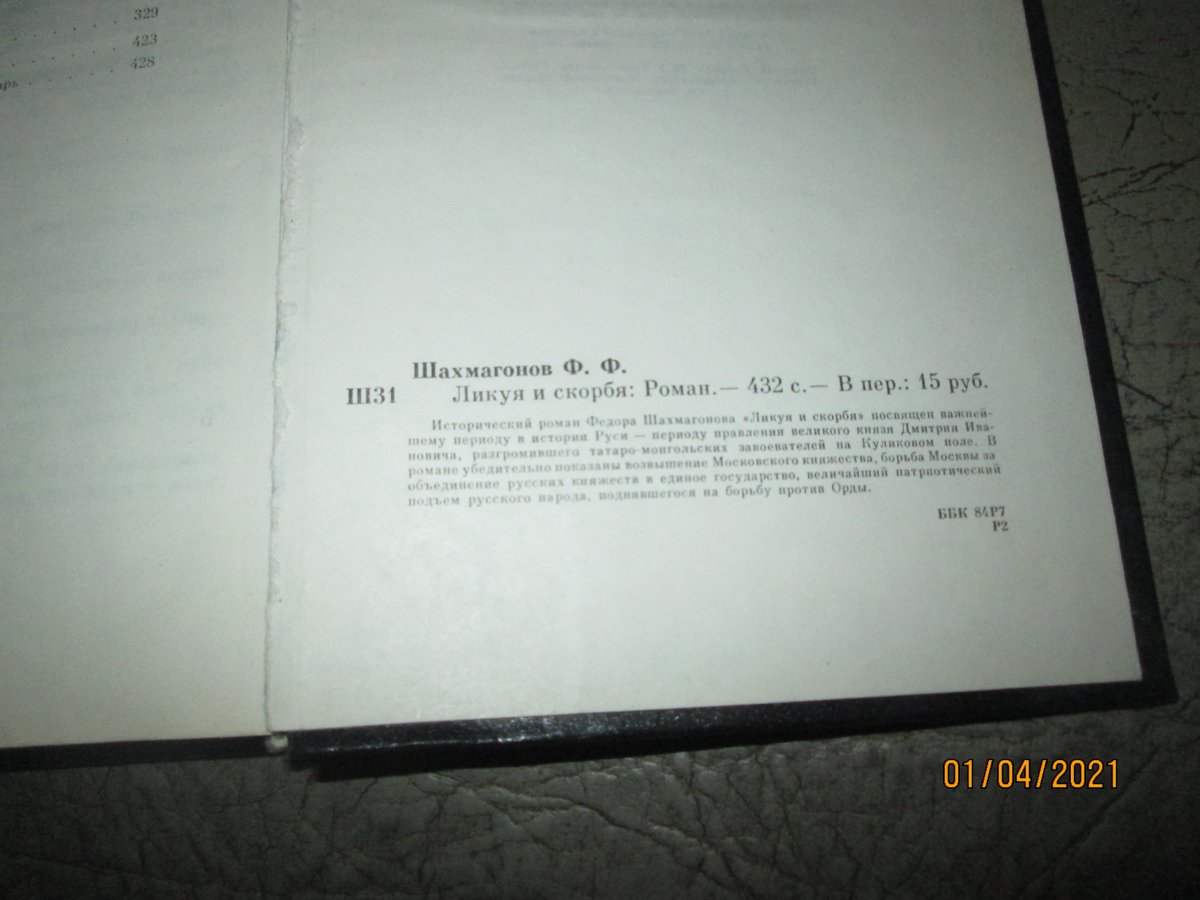 329
423
арь 428
Шахмагонов Ф. Ф.
Ш31 Ликуя и скорбя: Роман.— 432 с.— В пер.: 15 руб.
Исторический роман Федора Шахмагонова «Ликуя и скорбя» посвящен важней-
шему периоду в истории Руси — периоду правления великого князя Дмитрия Ива-
новича, разгромившего татаро-монгольских завоевателей на Куликовом поле. В
романе убедительно показаны возвышение Московского княжества, борьба Москвы за
объединение русских княжеств в единое государство, величайший патриотический
подъем русского народа, поднявшегося на борьбу против Орды.
ББК 84Р7
Р2
01/04/2021